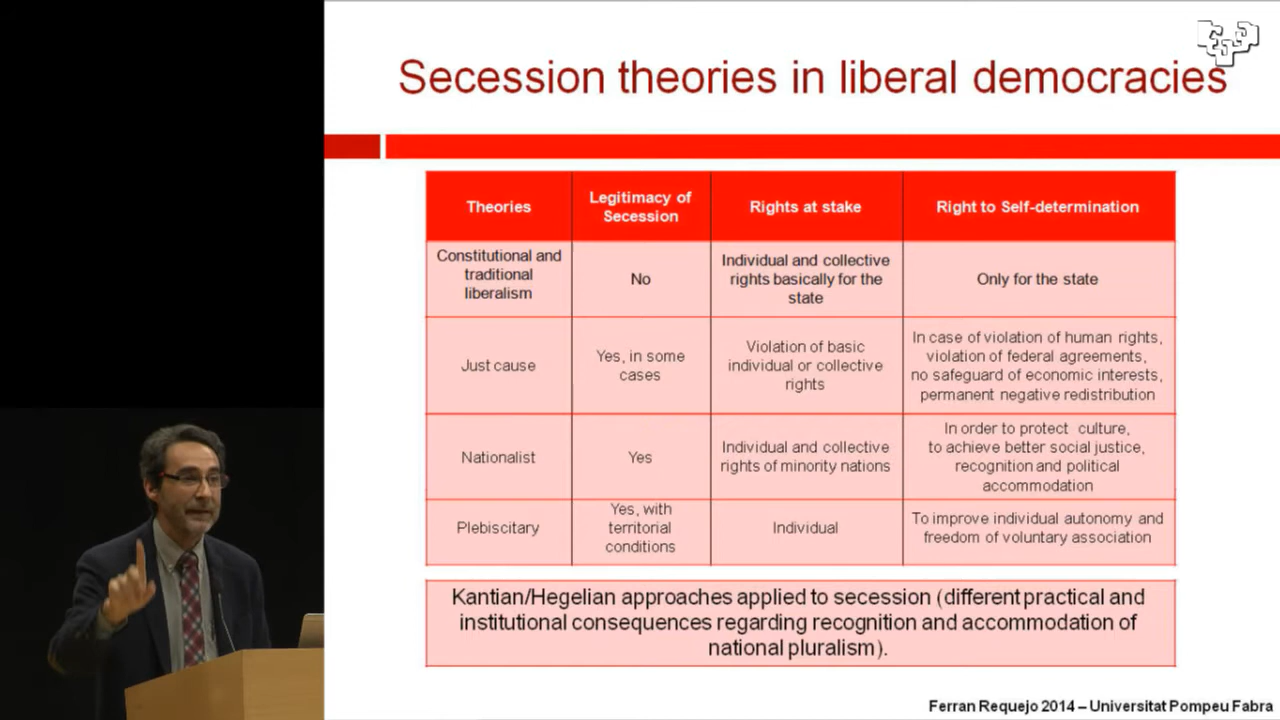 Secession theories in liberal democracies
Theories
Legitimacy of
Secession
Rights at stake
Right to Self-determination
Constitutional and
traditional
liberalism
No
Individual and collective
rights basically for the
state
Only for the state
Just cause
Yes, in some
cases
Violation of basic
individual or collective
rights
In case of violation of human rights,
violation of federal agreements,
no safeguard of economic interests,
permanent negative redistribution
Nationalist
Yes
Individual and collective
rights of minority nations
In order to protect culture,
to achieve better social justice,
recognition and political
accommodation
Plebiscitary
Yes, with
territorial
conditions
Individual
To improve individual autonomy and
freedom of voluntary association
Kantian/Hegelian approaches applied to secession (different practical and
institutional consequences regarding recognition and accommodation of
national pluralism).
Ferran Requejo 2014 – Universitat Pompeu Fabra